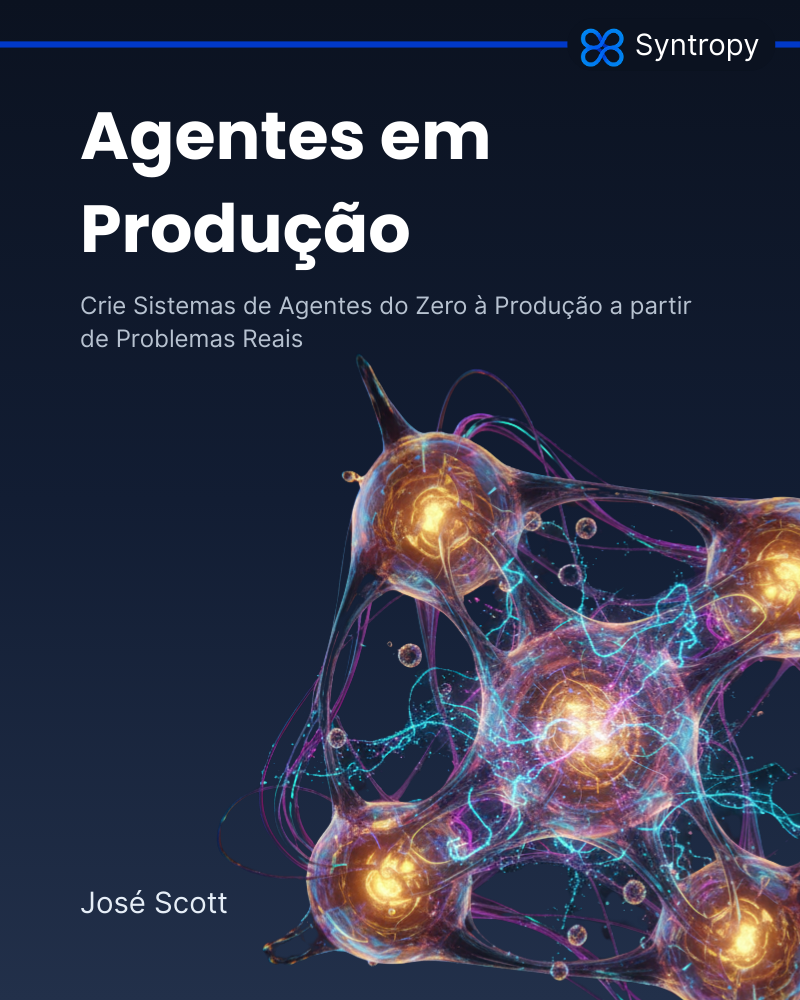 Syntropy
Agentes em
Produção
Crie Sistemas de Agentes do Zero à Produção a partir
de Problemas Reais
José Scott